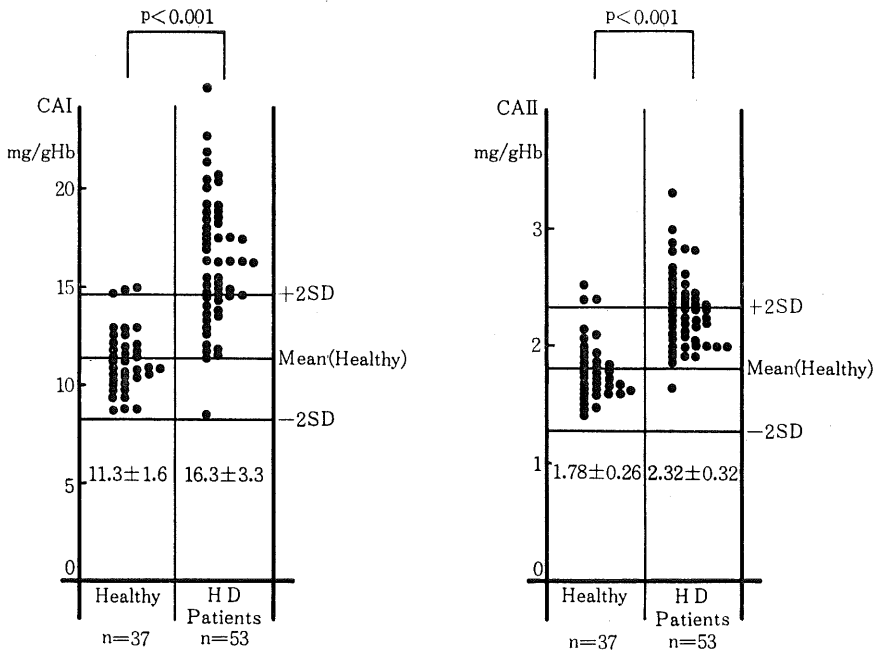 p<0.001
CAI
mg/gHb
20
15
10
5
0
+2SD
Mean(Healthy)
−2SD
11.3±1.6
16.3±3.3
Healthy
n=37
H D
Patients
n=53
p<0.001
CAII
mg/gHb
3
2
1
0
+2SD
Mean(Healthy)
−2SD
1.78±0.26
2.32±0.32
Healthy
n=37
H D
Patients
n=53